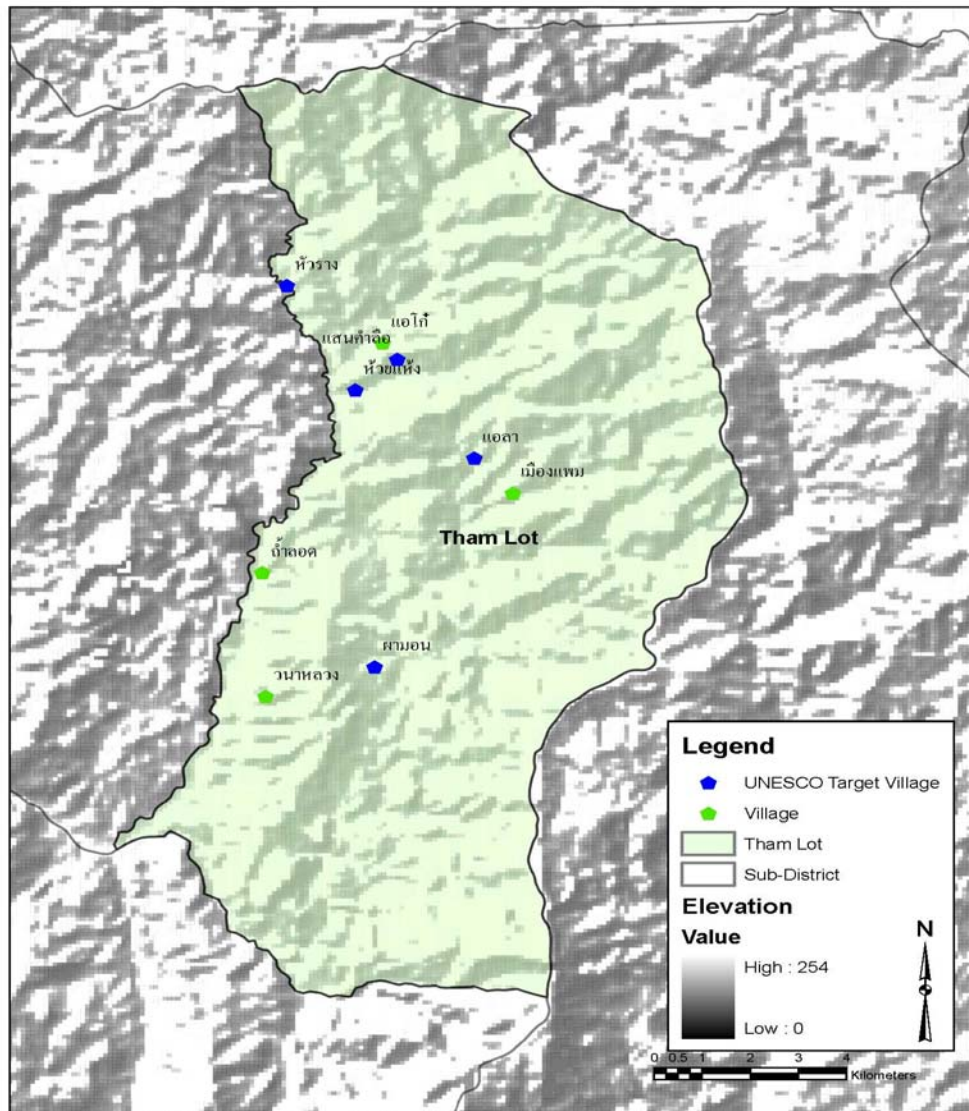 หัวราง
แอโก๋
แสนคำลือ
ห้วยแห้ง
แอลา
เมืองแพม
Tham Lot
ถ้ำลอด
ผามอน
วนาหลวง
Legend
UNESCO Target Village
Village
Tham Lot
Sub-District
Elevation
Value
High : 254
Low : 0
N
0 0.5 1 2 3 4
Kilometers